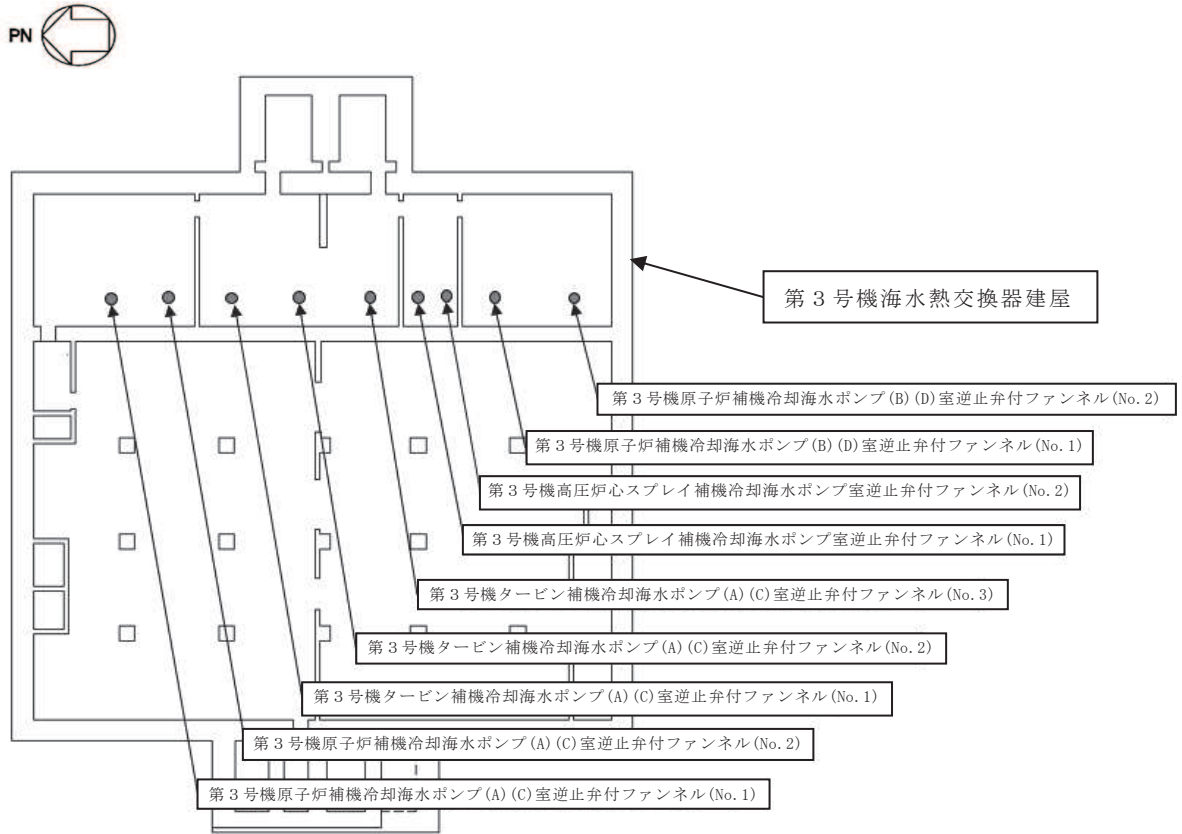 PN
第３号機海水熱交換器建屋
第３号機原子炉補機冷却海水ポンプ(B)(D)室逆止弁付ファンネル(No.2)
第３号機原子炉補機冷却海水ポンプ(B)(D)室逆止弁付ファンネル(No.1)
第３号機高圧炉心スプレイ補機冷却海水ポンプ室逆止弁付ファンネル(No.2)
第３号機高圧炉心スプレイ補機冷却海水ポンプ室逆止弁付ファンネル(No.1)
第３号機タービン補機冷却海水ポンプ(A)(C)室逆止弁付ファンネル(No.3)
第３号機タービン補機冷却海水ポンプ(A)(C)室逆止弁付ファンネル(No.2)
第３号機タービン補機冷却海水ポンプ(A)(C)室逆止弁付ファンネル(No.1)
第３号機原子炉補機冷却海水ポンプ(A)(C)室逆止弁付ファンネル(No.2)
第３号機原子炉補機冷却海水ポンプ(A)(C)室逆止弁付ファンネル(No.1)